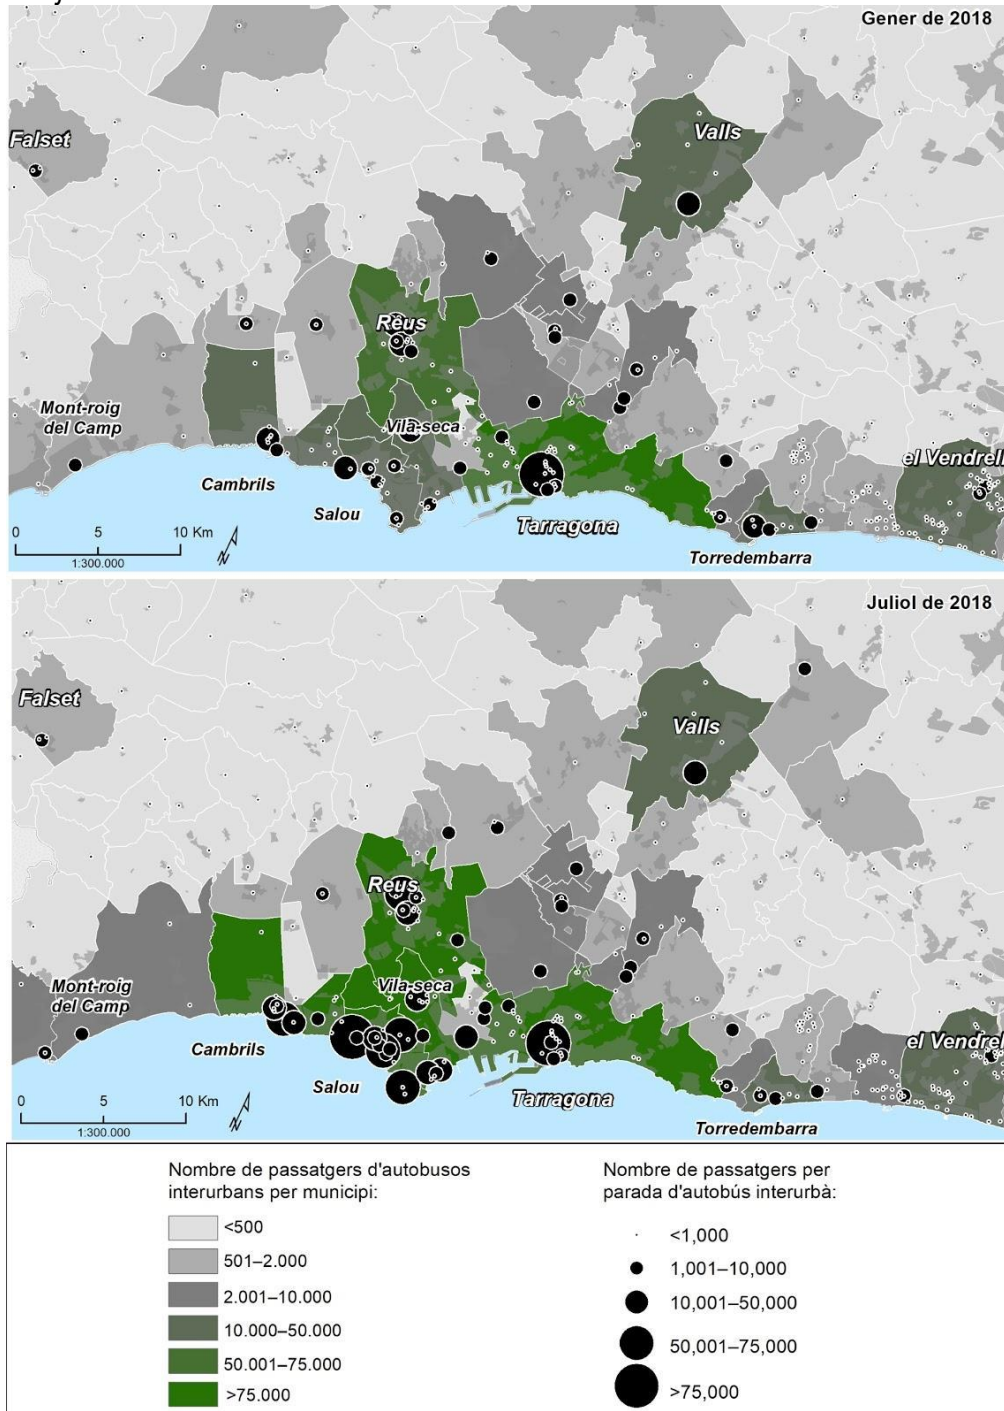 Gener de 2018
Falset
Valls
Reus
Mont-roig
del Camp
Vila-seca
el Vendrell
Cambrils
Salou
Tarragona
Torredembarra
0 5 10 Km
1:300.000
N
Juliol de 2018
Falset
Valls
Reus
Mont-roig
del Camp
Vila-seca
el Vendrell
Cambrils
Salou
Tarragona
Torredembarra
0 5 10 Km
1:300.000
N
Nombre de passatgers d'autobusos
interurbans per municipi:
<500
501–2.000
2.001–10.000
10.000–50.000
50.001–75.000
>75.000
Nombre de passatgers per
parada d'autobús interurbà:
<1,000
1,001–10,000
10,001–50,000
50,001–75,000
>75,000